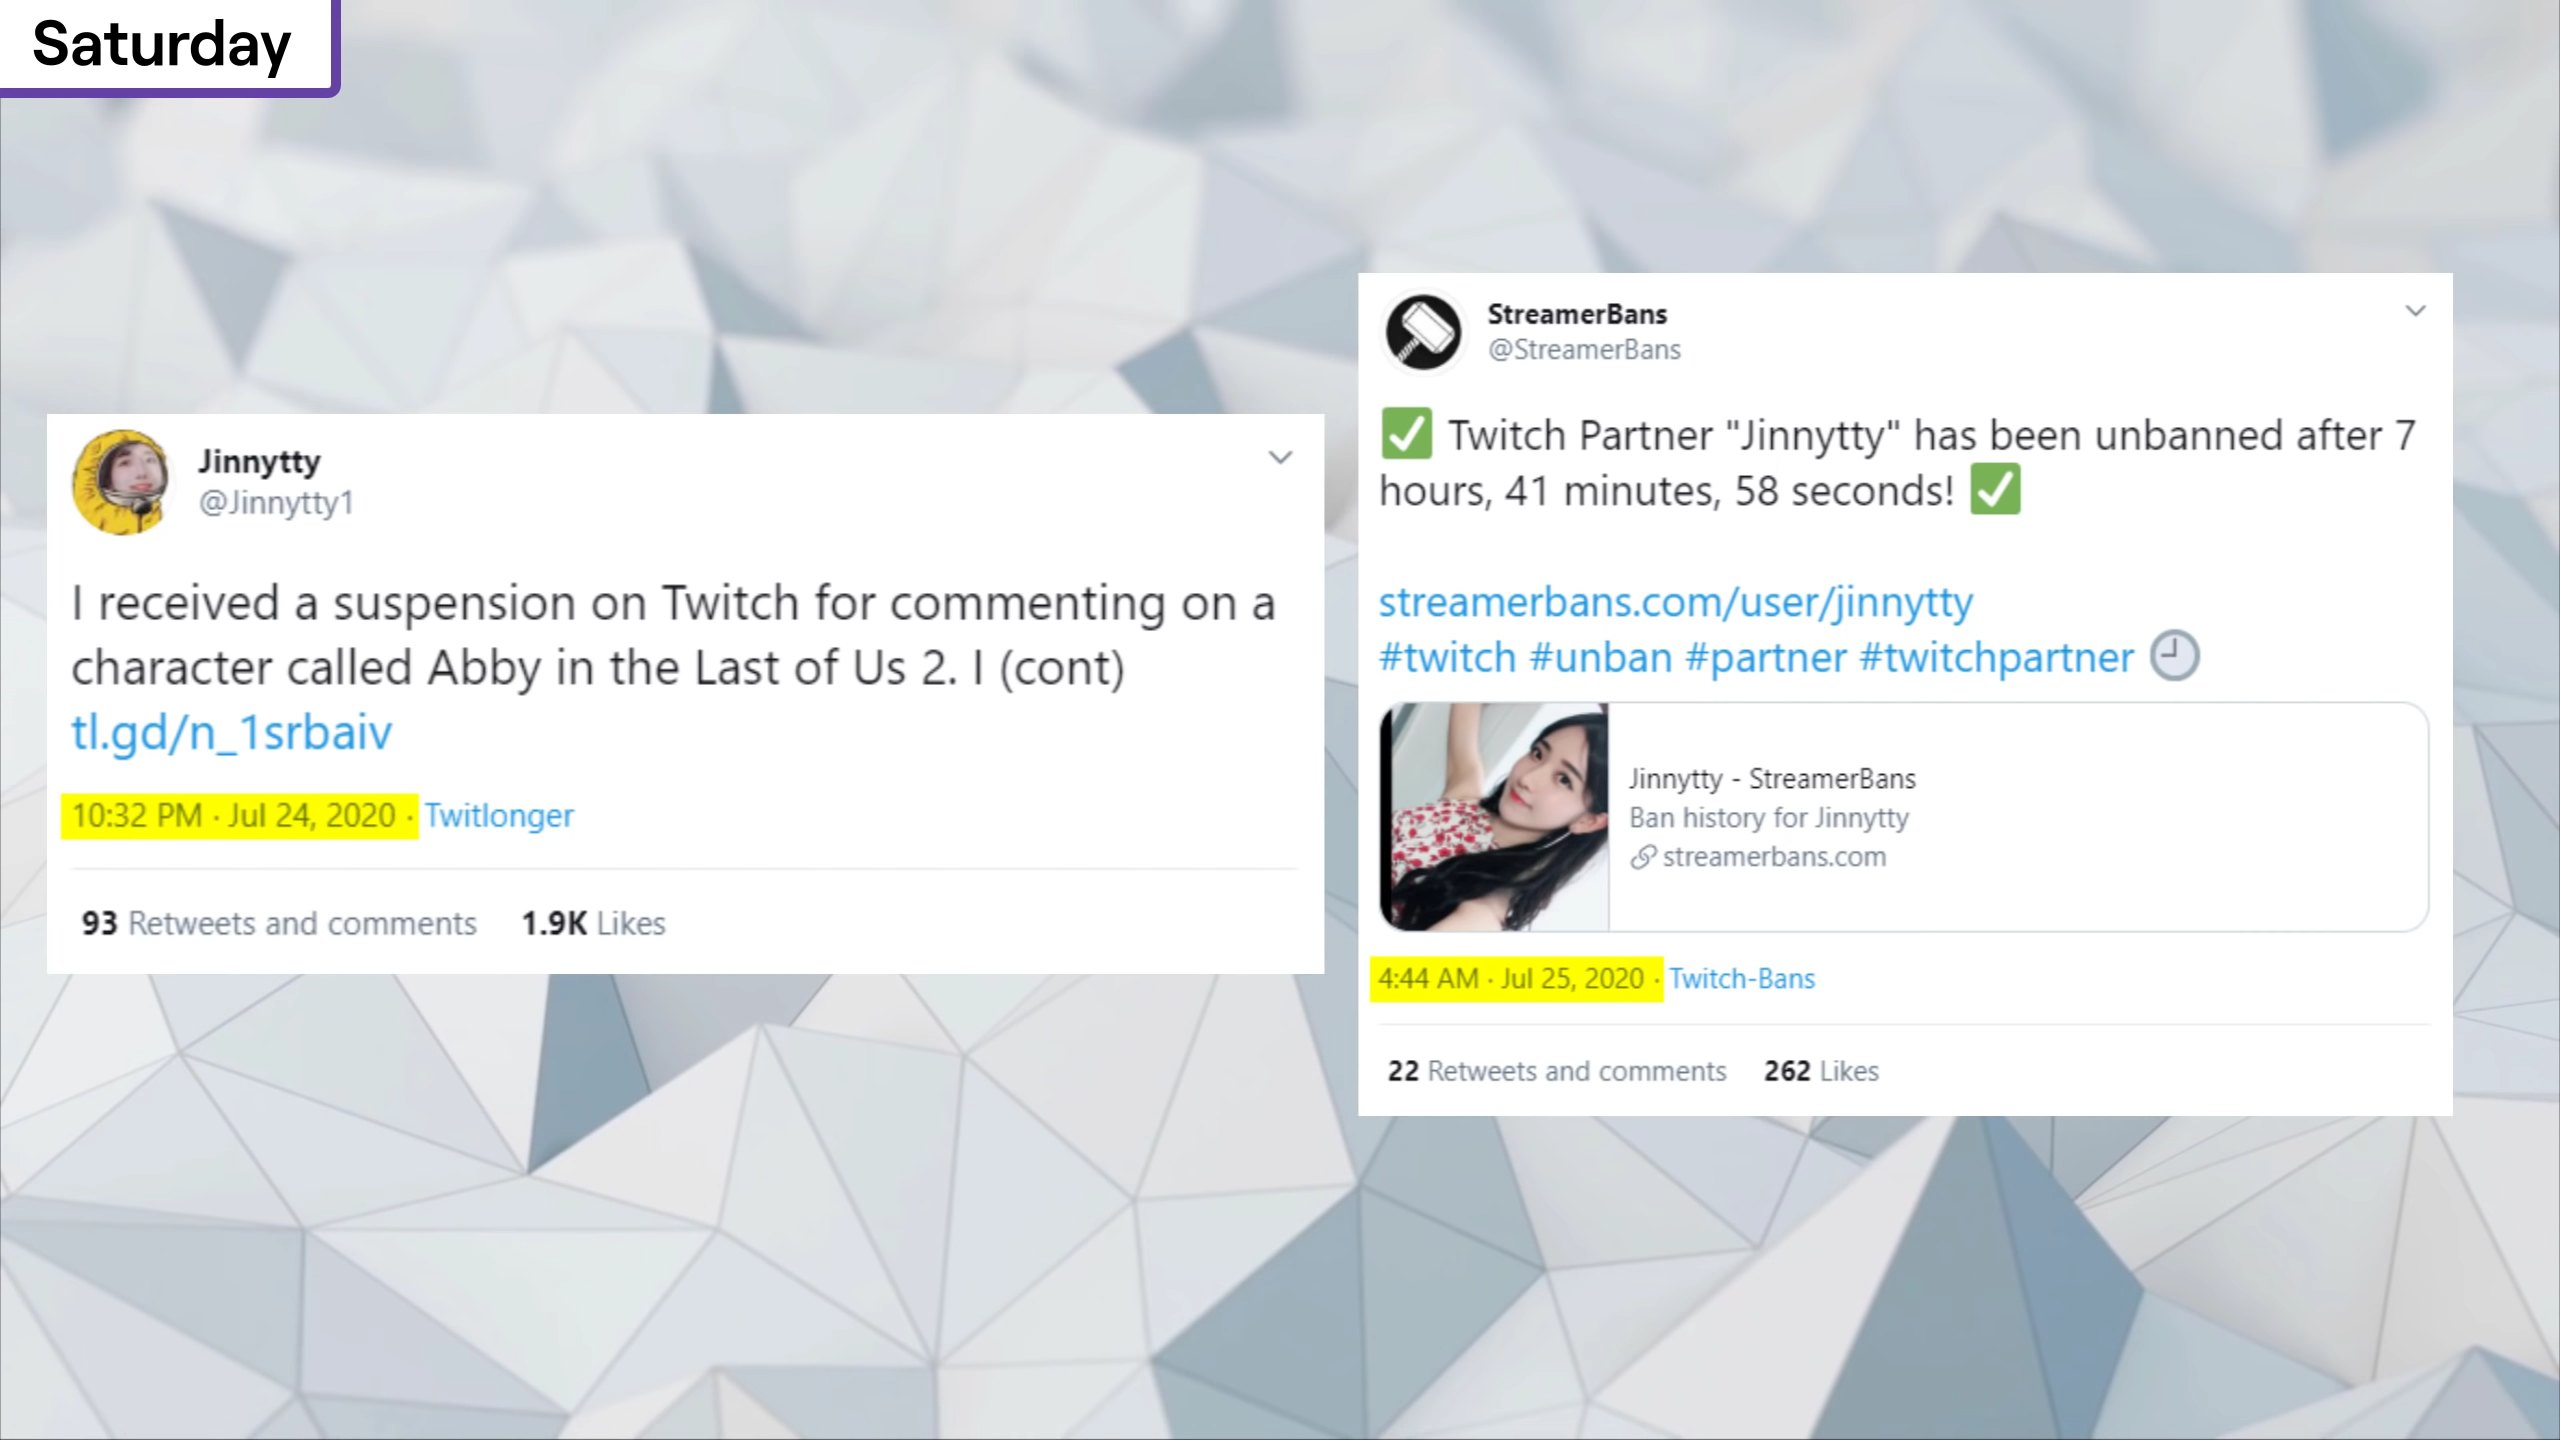 Saturday
Jinnytty
@Jinnytty1
I received a suspension on Twitch for commenting on a
character called Abby in the Last of Us 2. I (cont)
tl.gd/n_1srbaiv
10:32 PM · Jul 24, 2020 · Twitlonger
93 Retweets and comments 1.9K Likes
StreamerBans
@StreamerBans
✅ Twitch Partner "Jinnytty" has been unbanned after 7
hours, 41 minutes, 58 seconds! ✅
streamerbans.com/user/jinnytty
#twitch #unban #partner #twitchpartner 🕘
Jinnytty - StreamerBans
Ban history for Jinnytty
streamerbans.com
4:44 AM · Jul 25, 2020 · Twitch-Bans
22 Retweets and comments 262 Likes